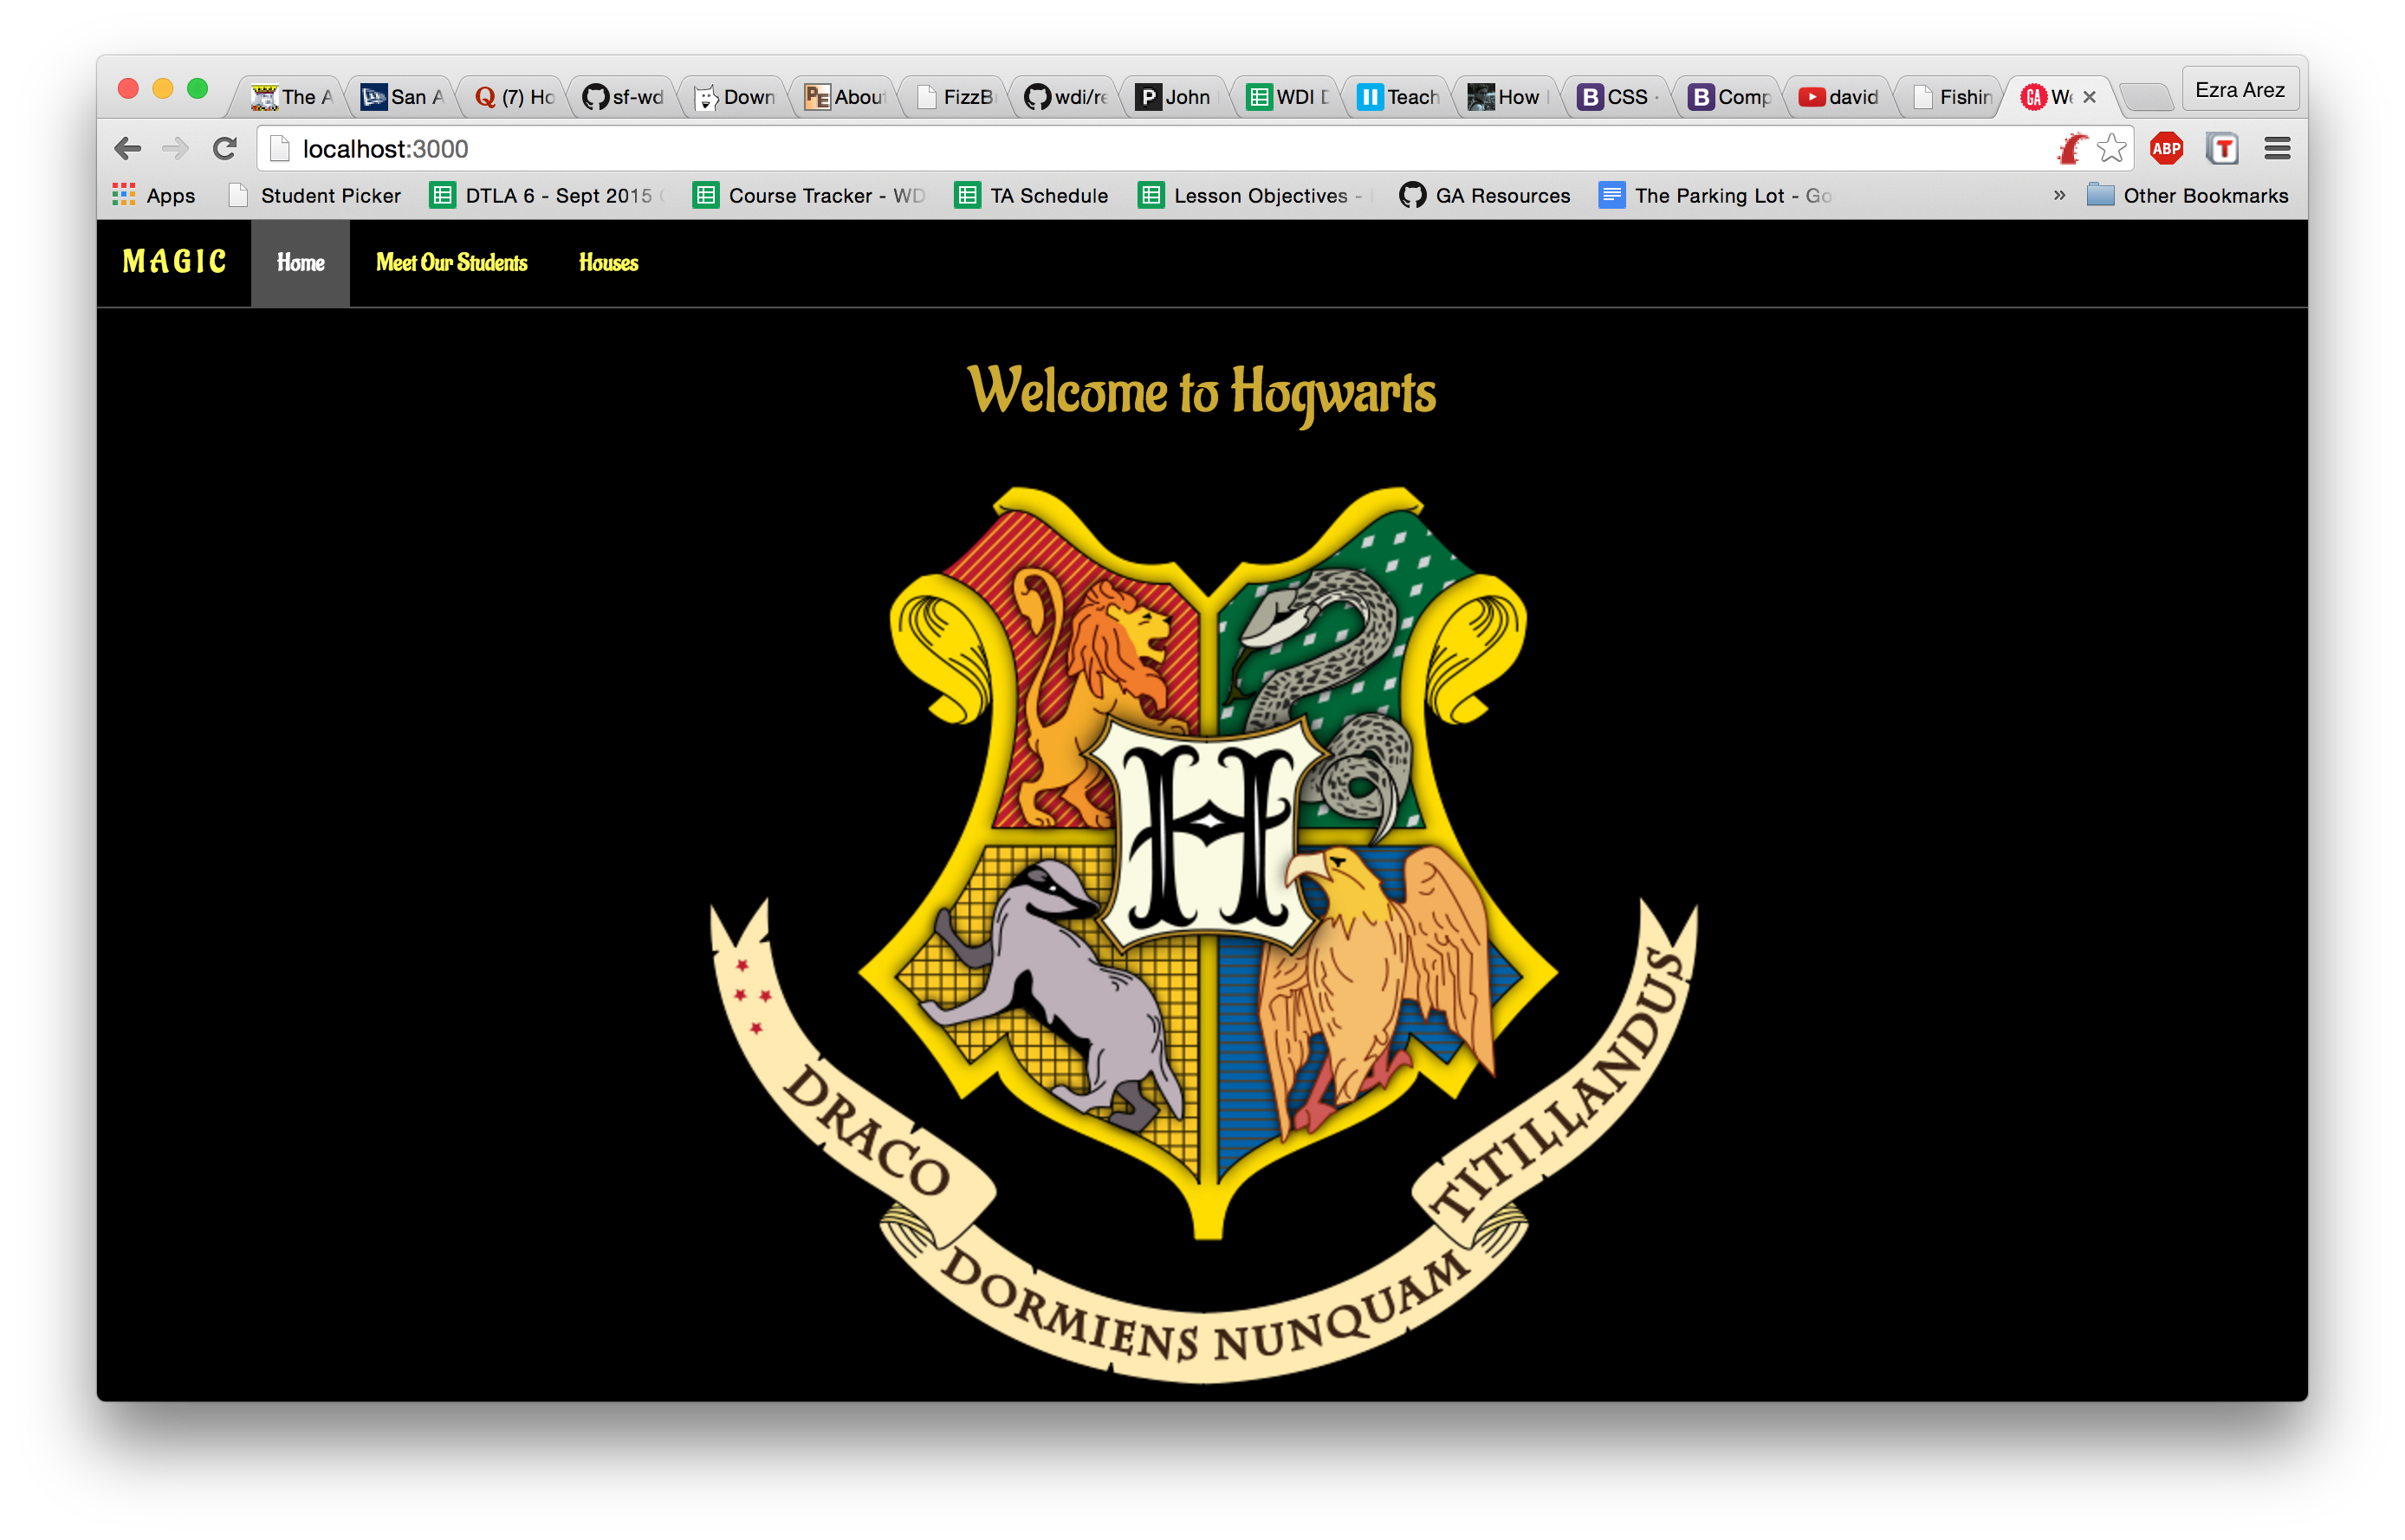 The A San A (7) Ho sf-wd Down About FizzB wdi/re John WDI D Teach How CSS · Comp david Fishin We Ezra Arez
localhost:3000 ABP T
Apps Student Picker DTLA 6 - Sept 2015 Course Tracker - WD TA Schedule Lesson Objectives - GA Resources The Parking Lot - Go » Other Bookmarks
MAGIC Home Meet Our Students Houses
Welcome to Hogwarts
H
DRACO
DORMIENS NUNQUAM
TITILLANDUS